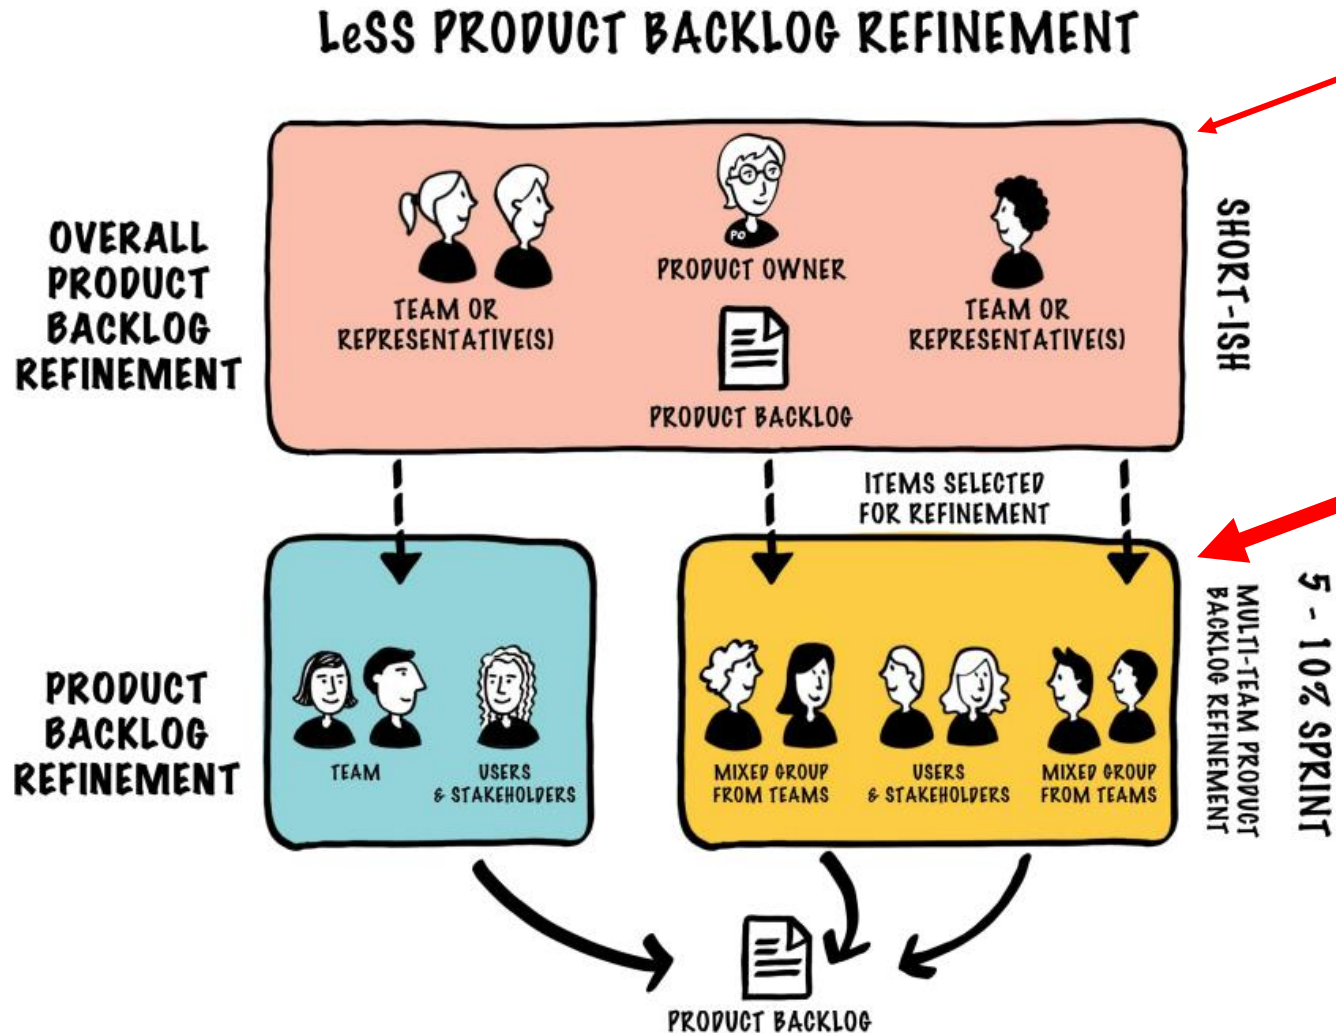 LeSS PRODUCT BACKLOG REFINEMENT
OVERALL
PRODUCT
BACKLOG
REFINEMENT
PO
PRODUCT OWNER
TEAM OR
REPRESENTATIVE(S)
TEAM OR
REPRESENTATIVE(S)
PRODUCT BACKLOG
SHORT-ISH
ITEMS SELECTED
FOR REFINEMENT
PRODUCT
BACKLOG
REFINEMENT
TEAM
USERS
& STAKEHOLDERS
MIXED GROUP
FROM TEAMS
USERS
& STAKEHOLDERS
MIXED GROUP
FROM TEAMS
MULTI-TEAM PRODUCT
BACKLOG REFINEMENT
5 - 10% SPRINT
PRODUCT BACKLOG